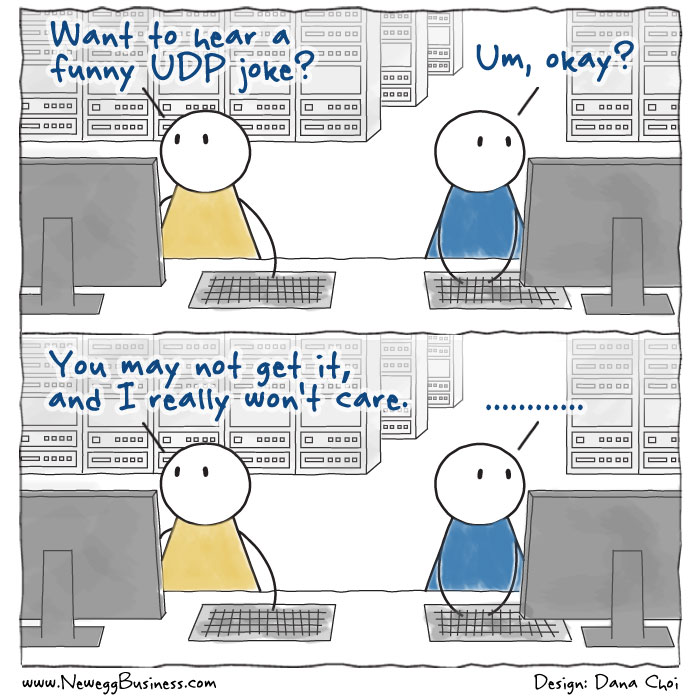 Want to hear a
funny UDP joke?
Um, okay?
You may not get it,
and I really won't care.
.............
www.NeweggBusiness.com
Design: Dana Choi